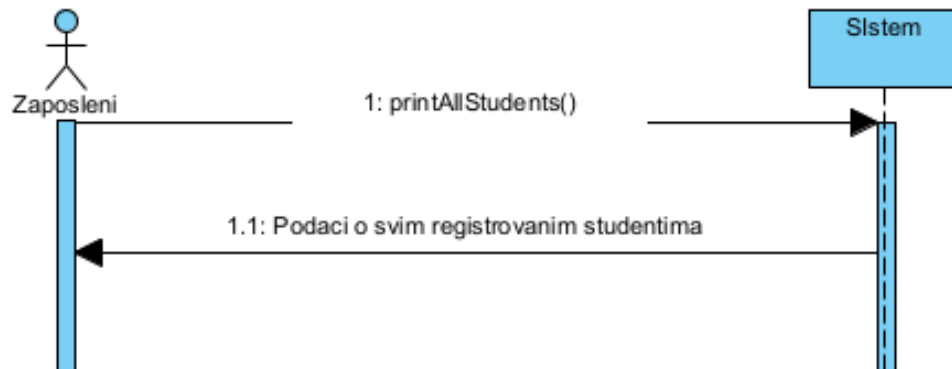 SIstem
Zaposleni
1: printAllStudents()
1.1: Podaci o svim registrovanim studentima